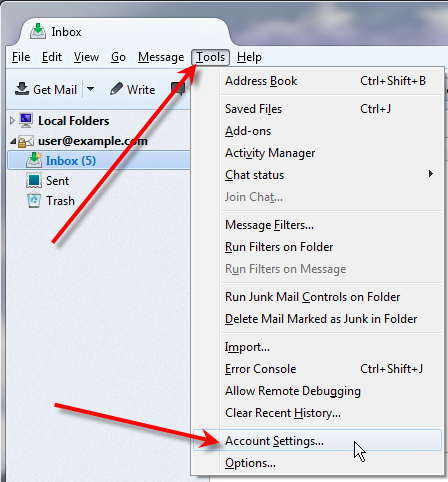 Inbox
File Edit View Go Message Tools Help
Get Mail Write
Local Folders
user@example.com
Inbox (5)
Sent
Trash
Address Book Ctrl+Shift+B
Saved Files Ctrl+J
Add-ons
Activity Manager
Chat status
Join Chat...
Message Filters...
Run Filters on Folder
Run Filters on Message
Run Junk Mail Controls on Folder
Delete Mail Marked as Junk in Folder
Import...
Error Console Ctrl+Shift+J
Allow Remote Debugging
Clear Recent History...
Account Settings...
Options...